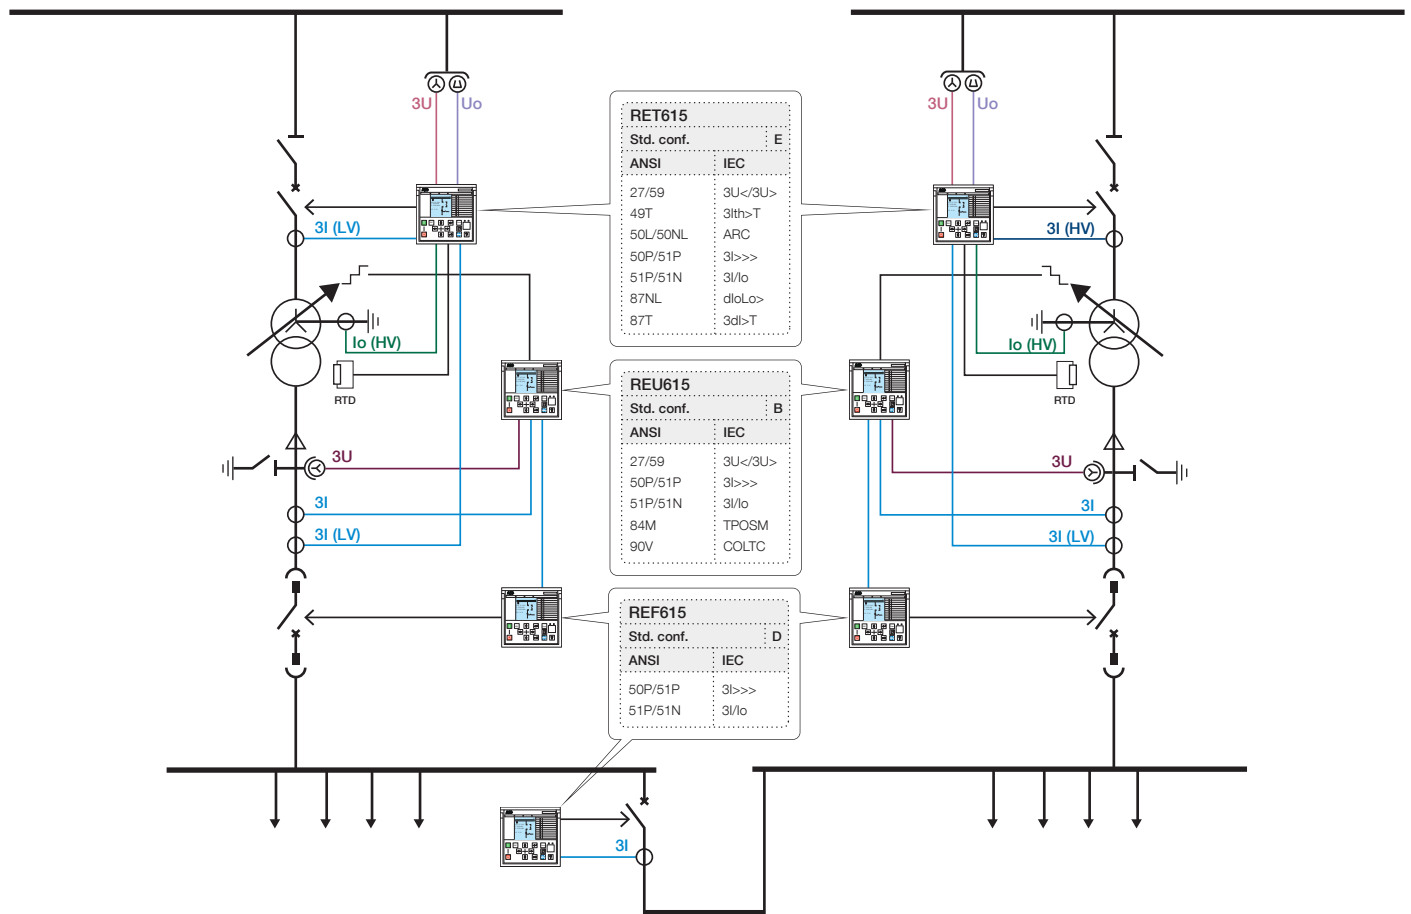 3U Uo
3U Uo
RET615
Std. conf. E
ANSI IEC
27/59 3U</3U>
49T 3Ith>T
50L/50NL ARC
50P/51P 3I>>>
51P/51N 3I/Io
87NL dIoLo>
87T 3dI>T
3I (LV)
3I (HV)
Io (HV)
Io (HV)
RTD
RTD
REU615
Std. conf. B
ANSI IEC
27/59 3U</3U>
50P/51P 3I>>>
51P/51N 3I/Io
84M TPOSM
90V COLTC
3U
3U
3I
3I
3I (LV)
3I (LV)
REF615
Std. conf. D
ANSI IEC
50P/51P 3I>>>
51P/51N 3I/Io
3I